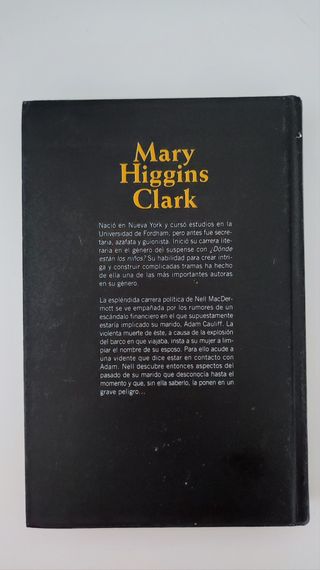 Mary
Higgins
Clark
Nació en Nueva York y cursó estudios en la
Universidad de Fordham, pero antes fue secre-
taria, azafata y guionista. Inició su carrera lite-
raria en el género del suspense con ¿Dónde
están los niños? Su habilidad para crear intri-
ga y construir complicadas tramas ha hecho
de ella una de las más importantes autoras
en su género.
La espléndida carrera política de Nell MacDer-
mott se ve empañada por los rumores de un
escándalo financiero en el que supuestamente
estaría implicado su marido, Adam Cauliff. La
violenta muerte de éste, a causa de la explosión
del barco en que viajaba, insta a su mujer a lim-
piar el nombre de su esposo. Para ello acude a
una vidente que dice estar en contacto con
Adam. Nell descubre entonces aspectos del
pasado de su marido que desconocía hasta el
momento y que, sin ella saberlo, la ponen en un
grave peligro...